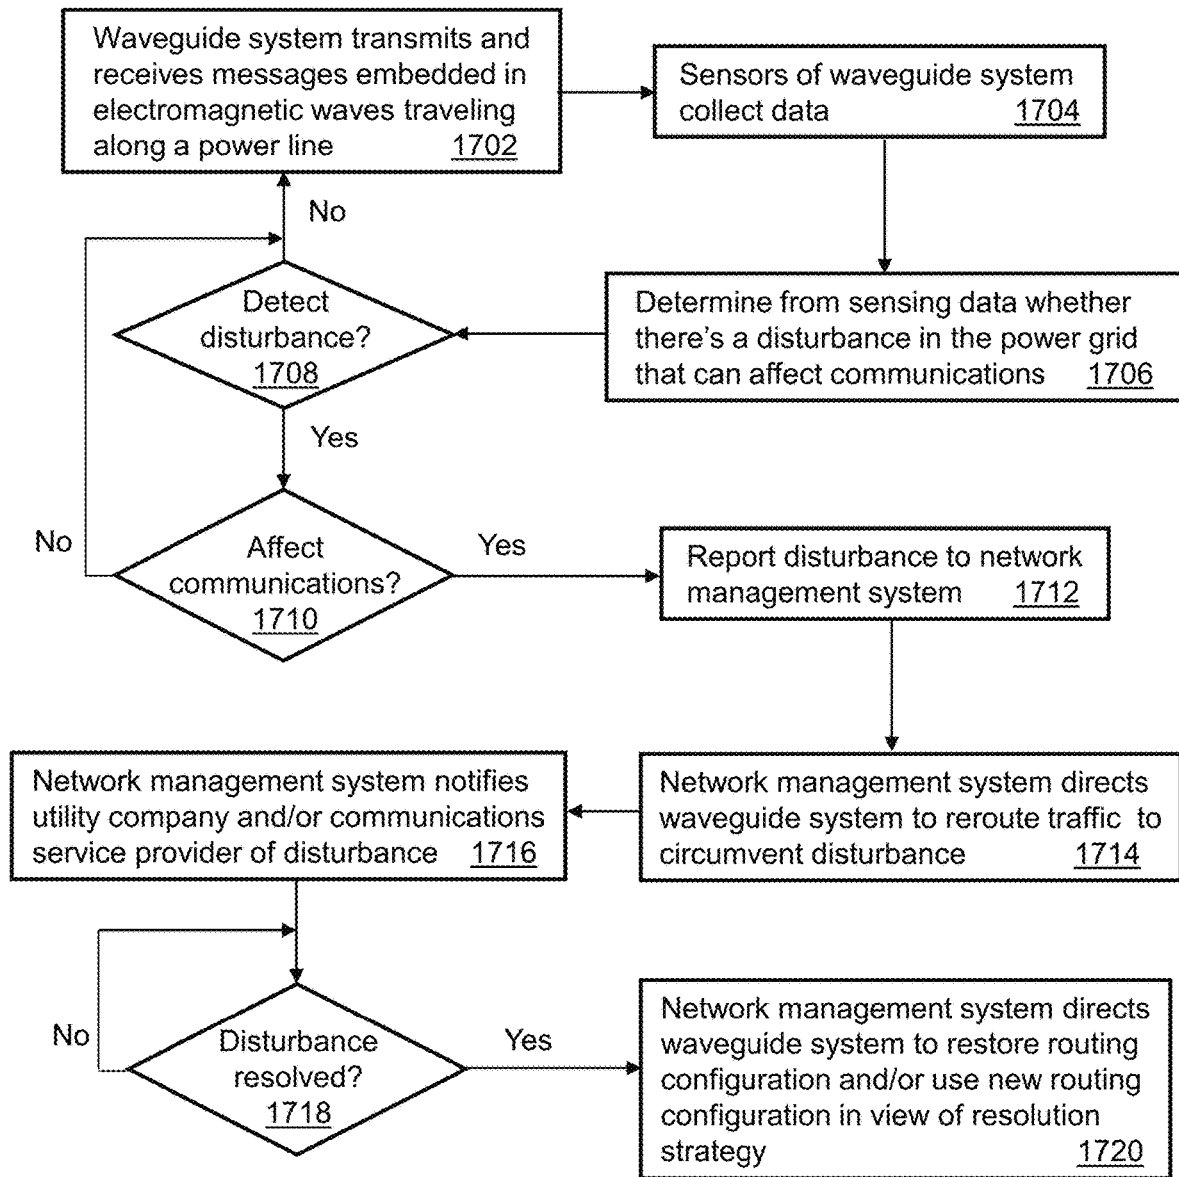 Waveguide system transmits and
receives messages embedded in
electromagnetic waves traveling
along a power line 1702
Sensors of waveguide system
collect data 1704
No
Detect
disturbance?
1708
Determine from sensing data whether
there's a disturbance in the power grid
that can affect communications 1706
Yes
No
Affect
communications?
1710
Yes
Report disturbance to network
management system 1712
Network management system notifies
utility company and/or communications
service provider of disturbance 1716
Network management system directs
waveguide system to reroute traffic to
circumvent disturbance 1714
No
Disturbance
resolved?
1718
Yes
Network management system directs
waveguide system to restore routing
configuration and/or use new routing
configuration in view of resolution
strategy 1720